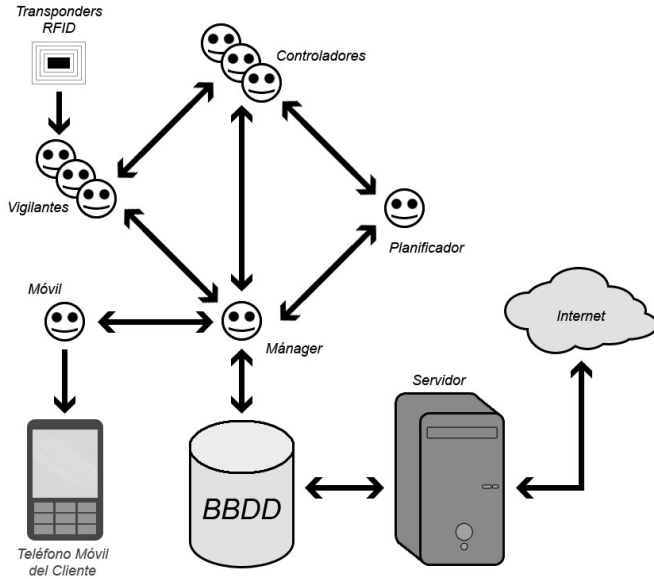 Transponders
RFID
Controladores
Vigilantes
Planificador
Móvil
Mánager
Internet
Servidor
BBDD
Teléfono Móvil
del Cliente